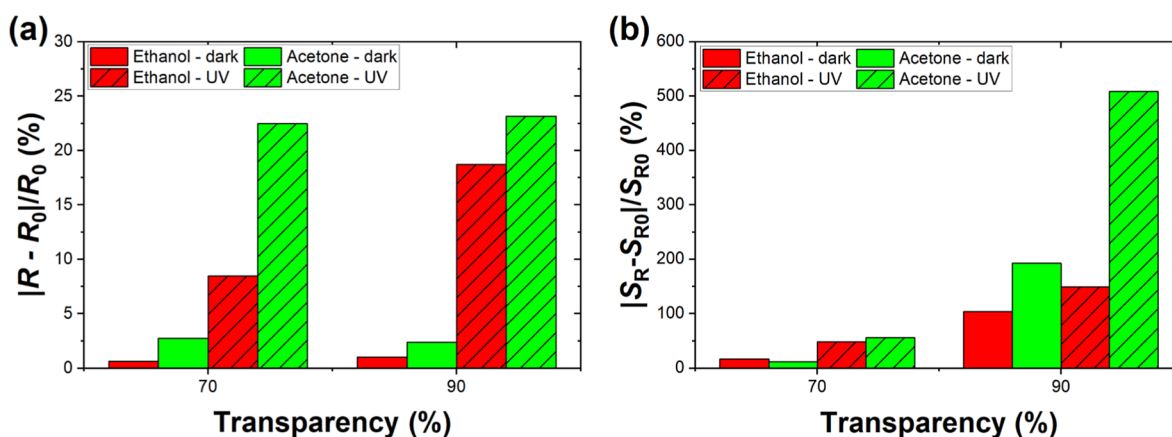 (a)
30
25
20
15
10
5
0
|R - R0|/R0 (%)
Ethanol - dark Acetone - dark
Ethanol - UV Acetone - UV
70 90
Transparency (%)
(b)
600
500
400
300
200
100
0
|SR-SR0|/SR0 (%)
Ethanol - dark Acetone - dark
Ethanol - UV Acetone - UV
70 90
Transparency (%)